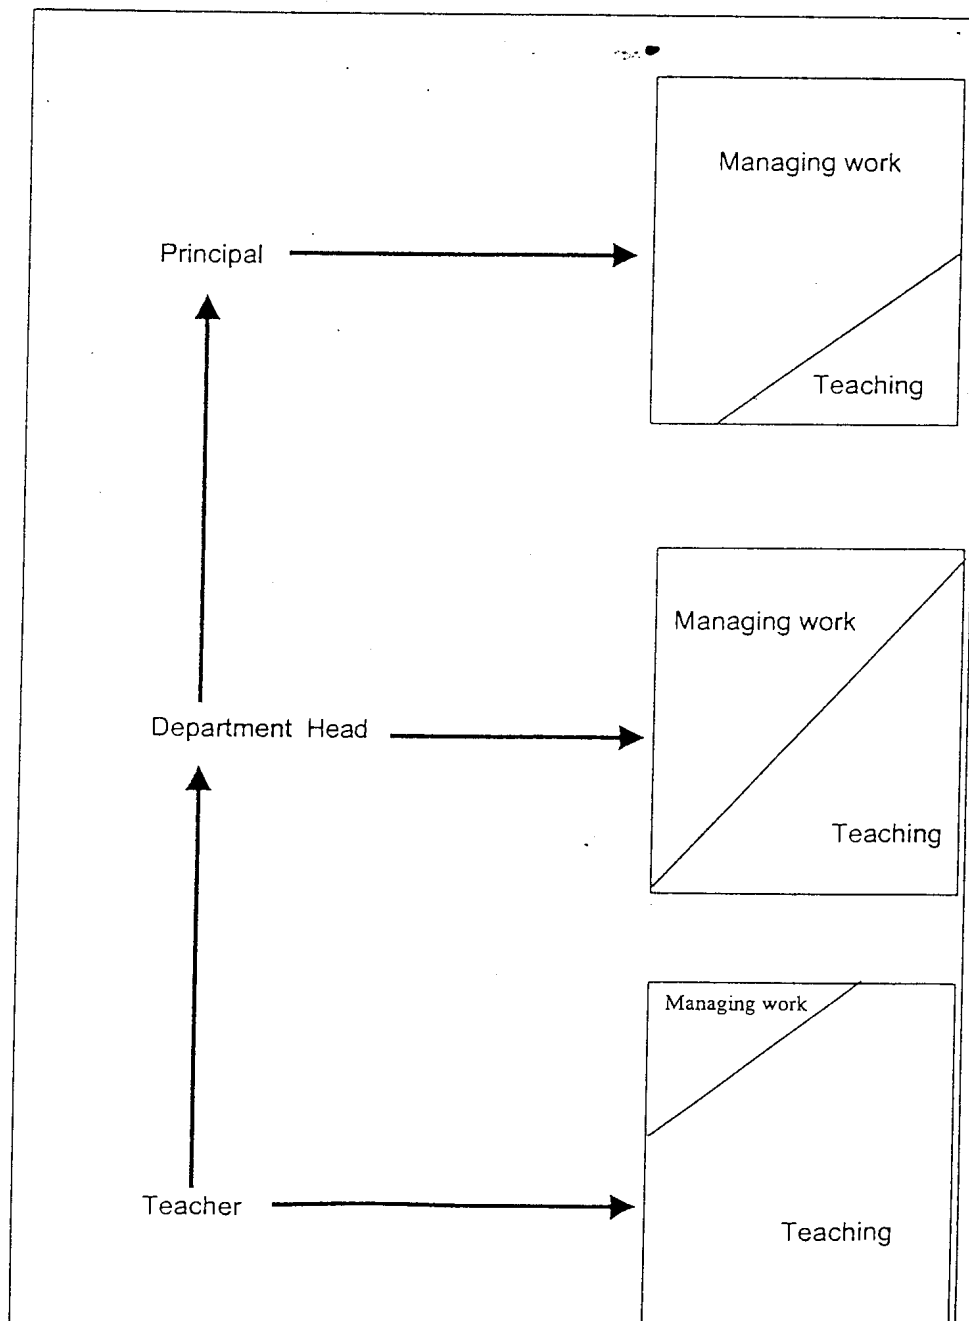 Managing work
Principal
Teaching
Managing work
Department Head
Teaching
Managing work
Teacher
Teaching